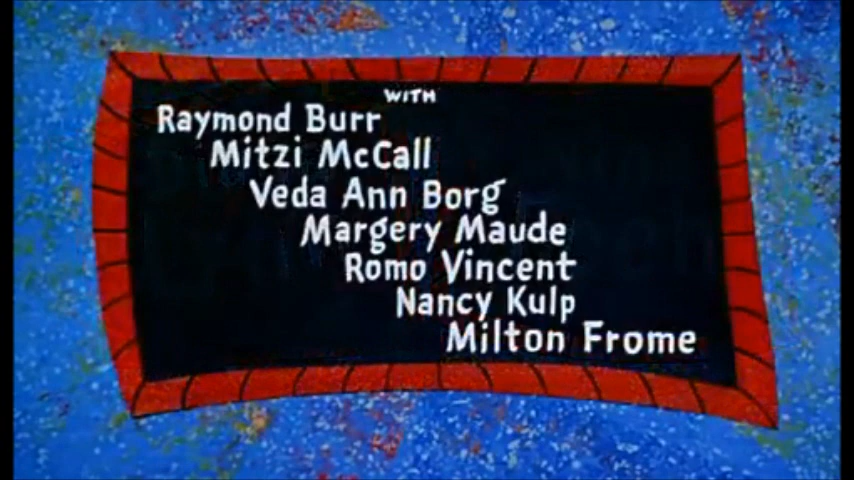 WITH
Raymond Burr
Mitzi McCall
Veda Ann Borg
Margery Maude
Romo Vincent
Nancy Kulp
Milton Frome